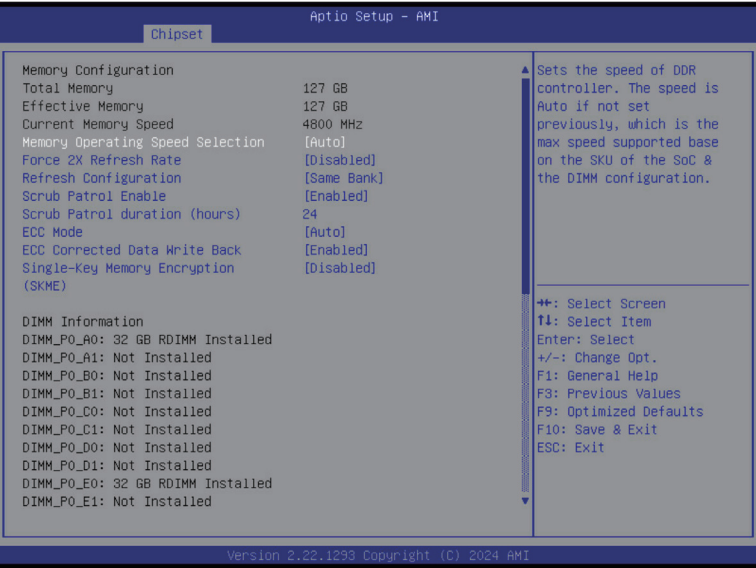 Aptio Setup – AMI
Chipset
Memory Configuration
Total Memory 127 GB
Effective Memory 127 GB
Current Memory Speed 4800 MHz
Memory Operating Speed Selection [Auto]
Force 2X Refresh Rate [Disabled]
Refresh Configuration [Same Bank]
Scrub Patrol Enable [Enabled]
Scrub Patrol duration (hours) 24
ECC Mode [Auto]
ECC Corrected Data Write Back [Enabled]
Single-Key Memory Encryption [Disabled]
(SKME)
DIMM Information
DIMM_P0_A0: 32 GB RDIMM Installed
DIMM_P0_A1: Not Installed
DIMM_P0_B0: Not Installed
DIMM_P0_B1: Not Installed
DIMM_P0_C0: Not Installed
DIMM_P0_C1: Not Installed
DIMM_P0_D0: Not Installed
DIMM_P0_D1: Not Installed
DIMM_P0_E0: 32 GB RDIMM Installed
DIMM_P0_E1: Not Installed
Sets the speed of DDR
controller. The speed is
Auto if not set
previously, which is the
max speed supported base
on the SKU of the SoC &
the DIMM configuration.
→←: Select Screen
↑↓: Select Item
Enter: Select
+/-: Change Opt.
F1: General Help
F3: Previous Values
F9: Optimized Defaults
F10: Save & Exit
ESC: Exit
Version 2.22.1293 Copyright (C) 2024 AMI